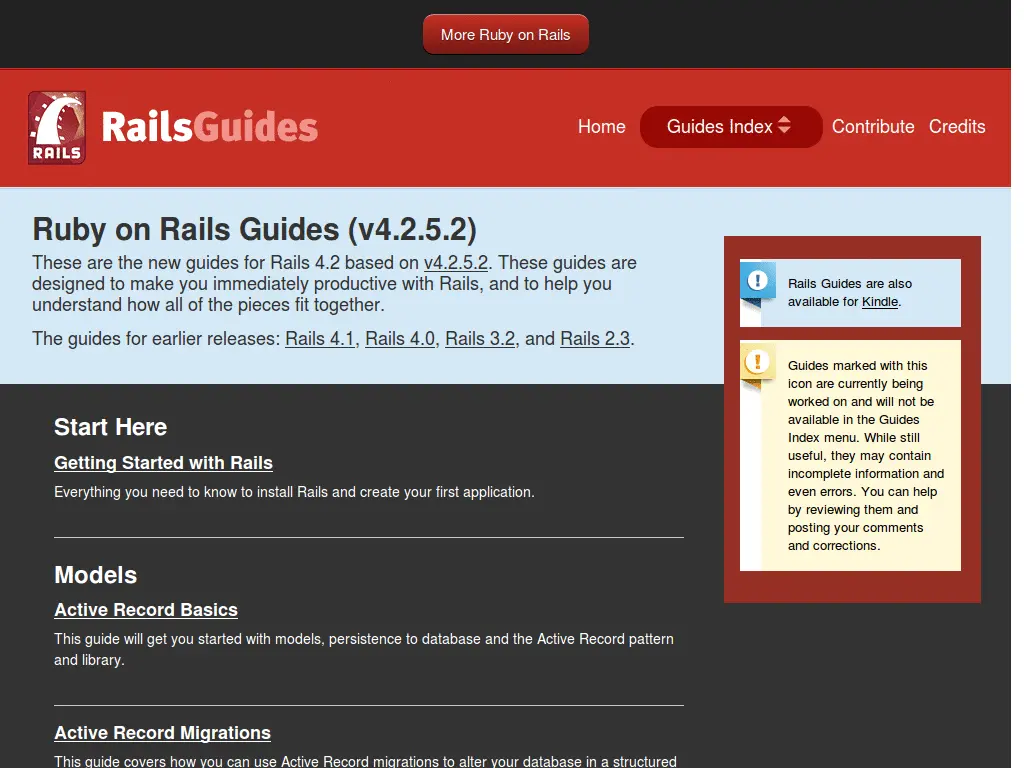 More Ruby on Rails
RAILS
RailsGuides
Home
Guides Index
Contribute
Credits
Ruby on Rails Guides (v4.2.5.2)
These are the new guides for Rails 4.2 based on v4.2.5.2. These guides are
designed to make you immediately productive with Rails, and to help you
understand how all of the pieces fit together.
The guides for earlier releases: Rails 4.1, Rails 4.0, Rails 3.2, and Rails 2.3.
Rails Guides are also
available for Kindle.
Guides marked with this
icon are currently being
worked on and will not be
available in the Guides
Index menu. While still
useful, they may contain
incomplete information and
even errors. You can help
by reviewing them and
posting your comments
and corrections.
Start Here
Getting Started with Rails
Everything you need to know to install Rails and create your first application.
Models
Active Record Basics
This guide will get you started with models, persistence to database and the Active Record pattern
and library.
Active Record Migrations
This guide covers how you can use Active Record migrations to alter your database in a structured